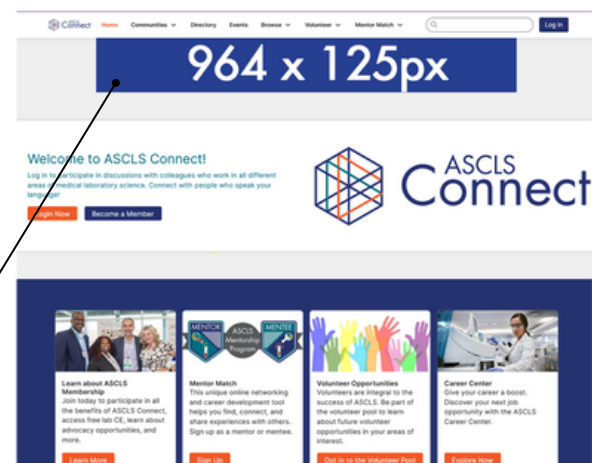 ASCLS
Connect Home Communities Directory Events Browse Volunteer Mentor Match Log in
964 x 125px
Welcome to ASCLS Connect!
Log in to participate in discussions with colleagues who work in all different
areas of medical laboratory science. Connect with people who speak your
language!
Login Now Become a Member
ASCLS
Connect
MENTOR
ASCLS
Mentorship
Program
MENTEE
Learn about ASCLS
Membership
Join today to participate in all
the benefits of ASCLS Connect,
access free lab CE, learn about
advocacy opportunities, and
more.
Learn More
Mentor Match
This unique online networking
and career development tool
helps you find, connect, and
share experiences with others.
Sign up as a mentor or mentee.
Sign Up
Volunteer Opportunities
Volunteers are integral to the
success of ASCLS. Be part of
the volunteer pool to learn
about future volunteer
opportunities in your areas of
interest.
Opt in to the Volunteer Pool
Career Center
Give your career a boost.
Discover your next job
opportunity with the ASCLS
Career Center.
Explore Now